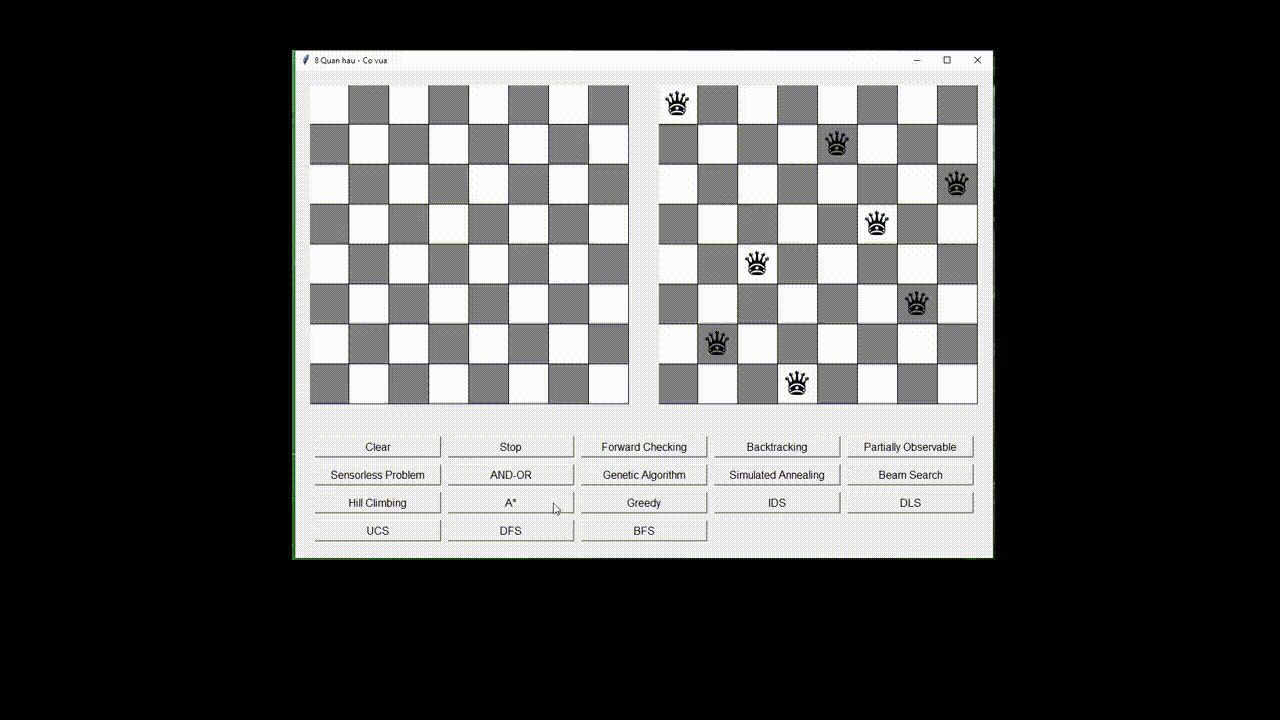 8 Quan hau - Co vua
Clear Stop Forward Checking Backtracking Partially Observable
Sensorless Problem AND-OR Genetic Algorithm Simulated Annealing Beam Search
Hill Climbing A* Greedy IDS DLS
UCS DFS BFS